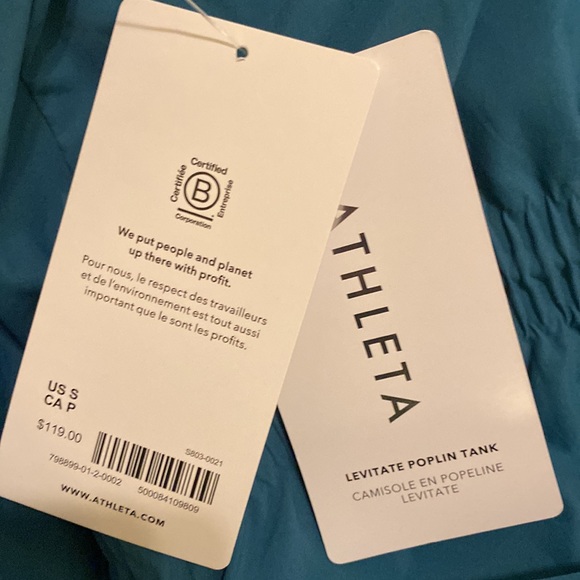 Certified
Certifiée
B
Entreprise
Corporation
We put people and planet
up there with profit.
Pour nous, le respect des travailleurs
et de l'environnement est tout aussi
important que le sont les profits.
US S
CA P
$119.00
S803-0021
798899-01-2-0002 500084109809
WWW.ATHLETA.COM
ATHLETA
LEVITATE POPLIN TANK
CAMISOLE EN POPELINE
LEVITATE